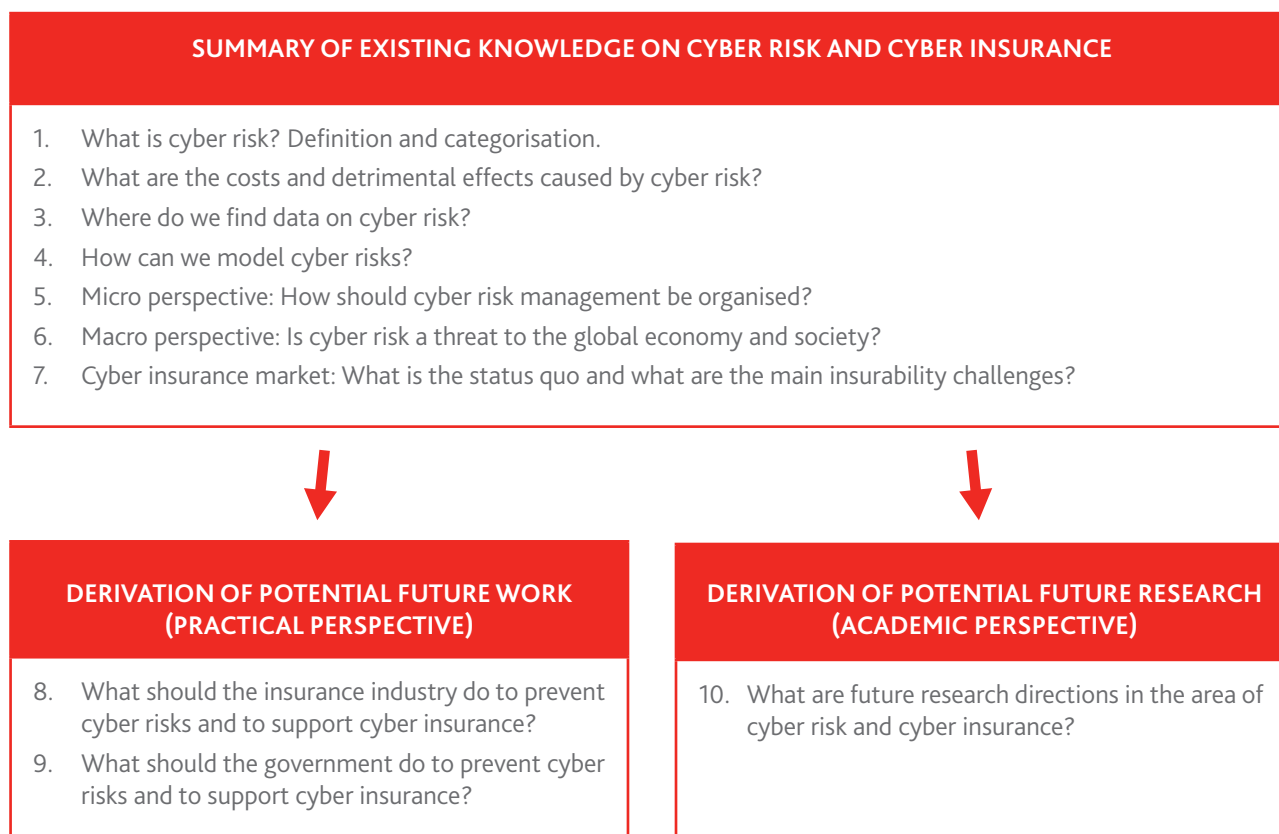 SUMMARY OF EXISTING KNOWLEDGE ON CYBER RISK AND CYBER INSURANCE
1. What is cyber risk? Definition and categorisation.
2. What are the costs and detrimental effects caused by cyber risk?
3. Where do we find data on cyber risk?
4. How can we model cyber risks?
5. Micro perspective: How should cyber risk management be organised?
6. Macro perspective: Is cyber risk a threat to the global economy and society?
7. Cyber insurance market: What is the status quo and what are the main insurability challenges?
DERIVATION OF POTENTIAL FUTURE WORK
(PRACTICAL PERSPECTIVE)
8. What should the insurance industry do to prevent
cyber risks and to support cyber insurance?
9. What should the government do to prevent cyber
risks and to support cyber insurance?
DERIVATION OF POTENTIAL FUTURE RESEARCH
(ACADEMIC PERSPECTIVE)
10. What are future research directions in the area of
cyber risk and cyber insurance?